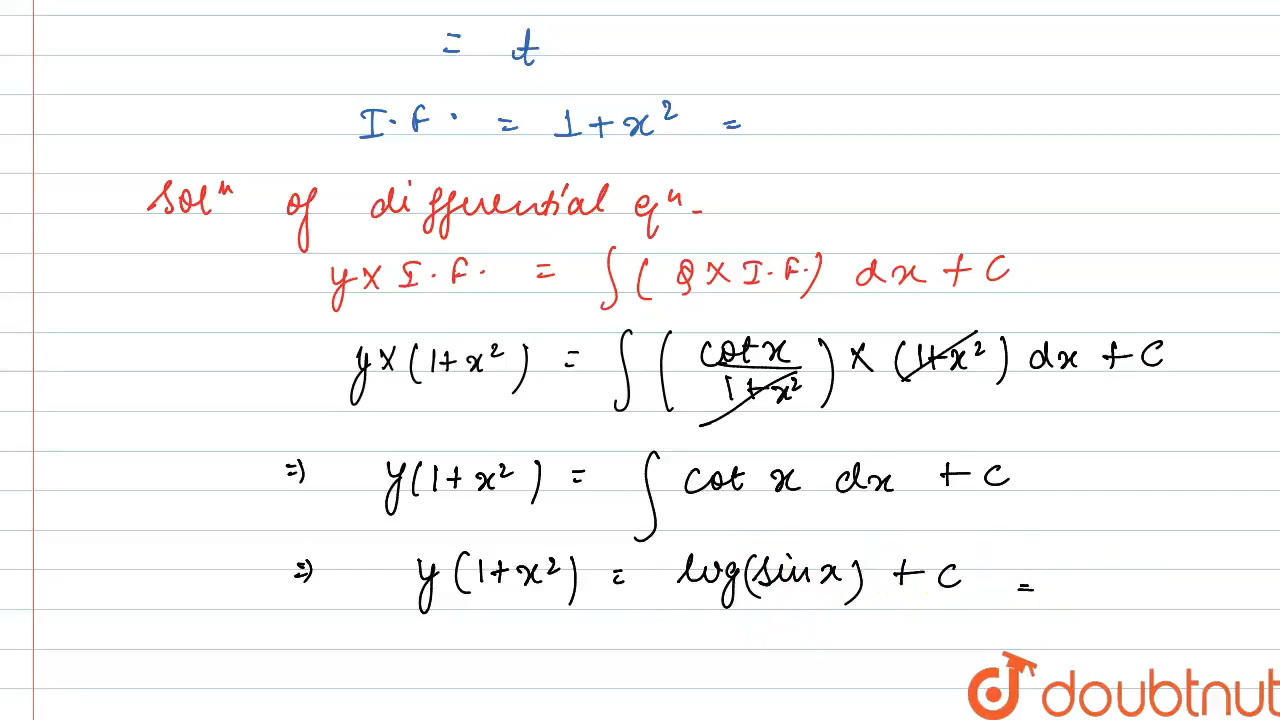 = t
I.F. = 1+x² =
Solⁿ of differential eqⁿ-
y× I.F. = ∫( Q × I.F.) dx + C
y×(1+x²) = ∫(cot x/1+x²) × (1+x²) dx + C
=) y(1+x²) = ∫ cot x dx + C
=) y(1+x²) = log(sin x) + C =
doubtnut